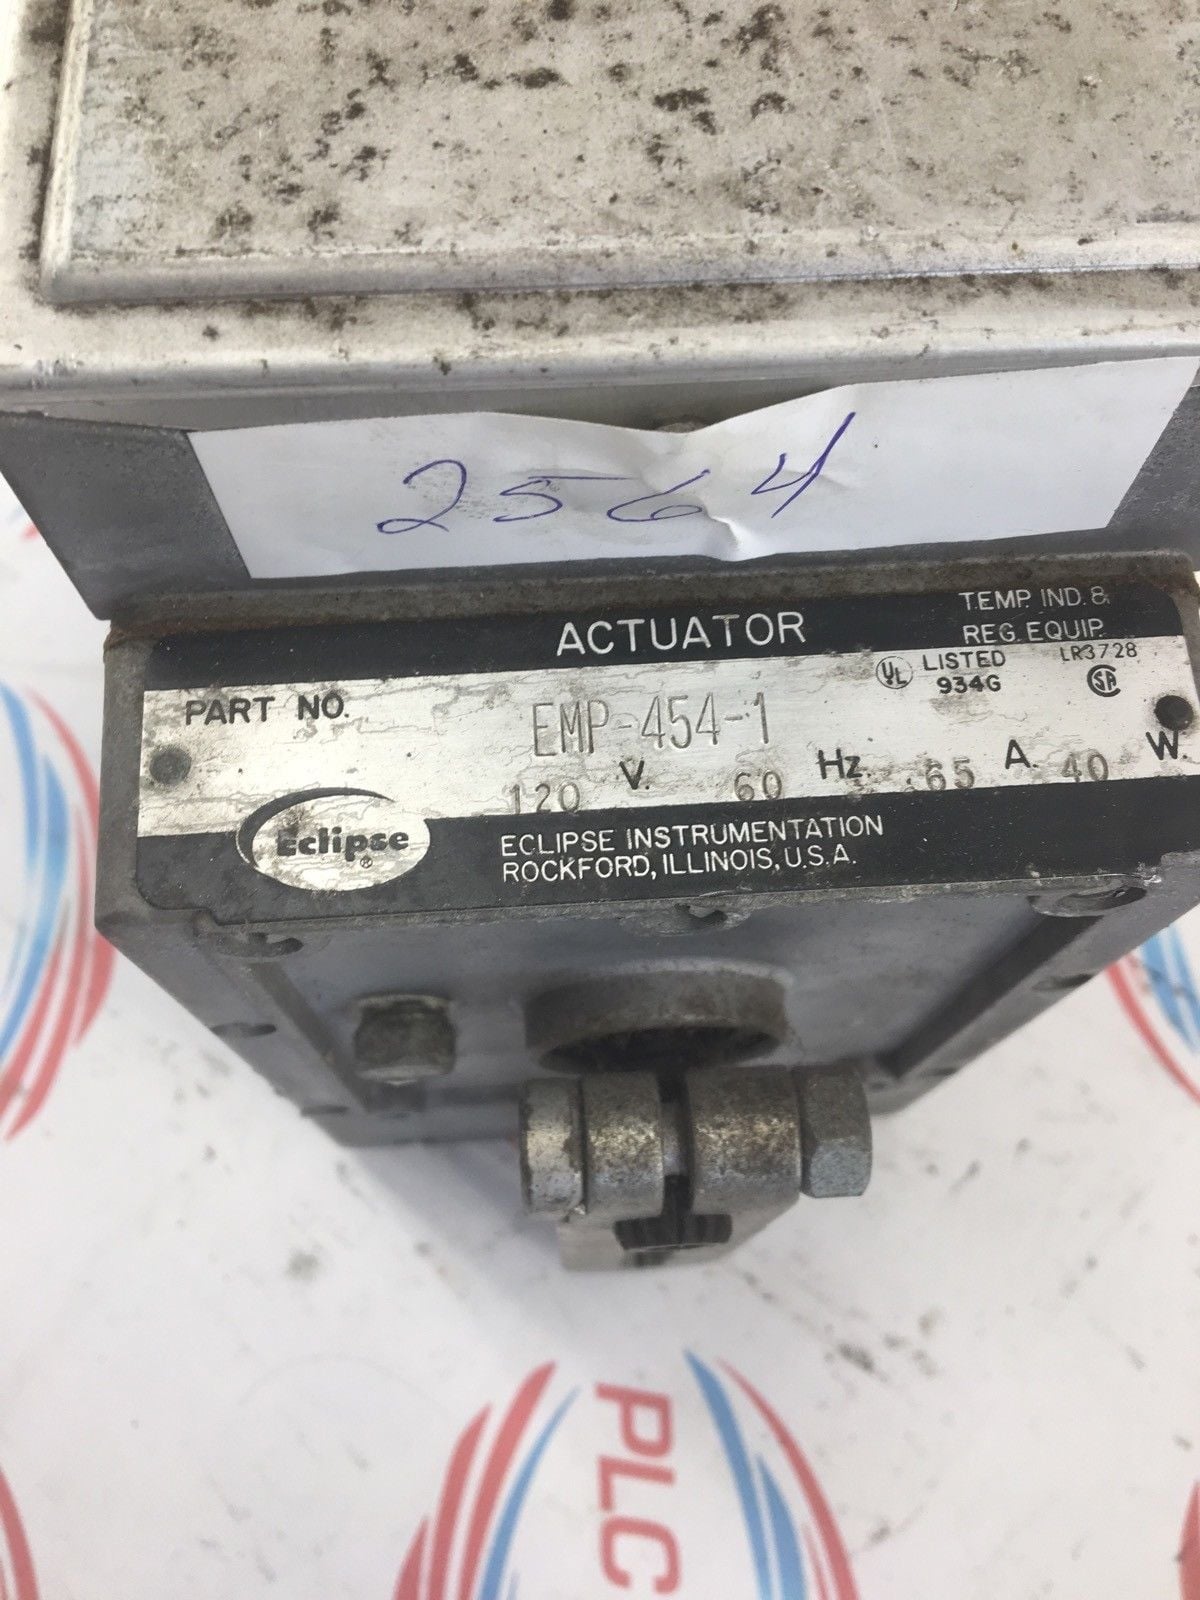 2564
ACTUATOR
TEMP. IND. &
REG. EQUIP.
PART NO. EMP-454-1
UL LISTED
934G
LR3728
120 V. 60 Hz. .65 A. 40 W.
Eclipse®
ECLIPSE INSTRUMENTATION
ROCKFORD, ILLINOIS, U.S.A.
PLC